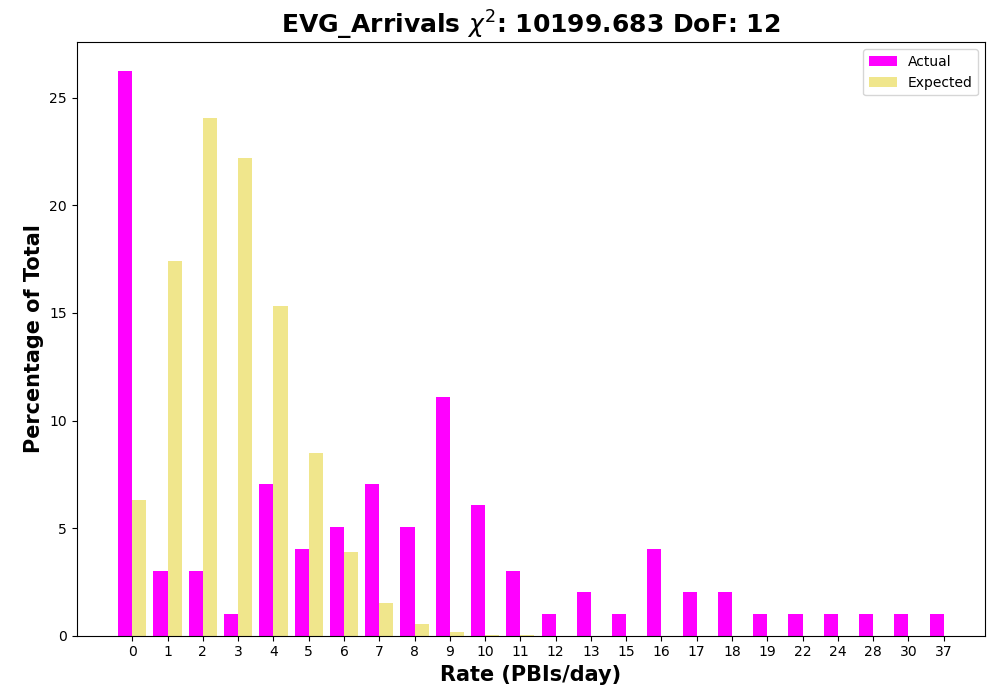 EVG_Arrivals χ²: 10199.683 DoF: 12
Actual
Expected
25
20
15
10
5
0
Percentage of Total
0 1 2 3 4 5 6 7 8 9 10 11 12 13 15 16 17 18 19 22 24 28 30 37
Rate (PBIs/day)